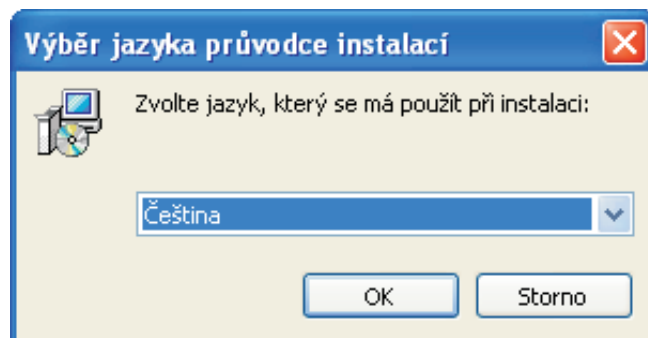 Výběr jazyka průvodce instalací
Zvolte jazyk, který se má použít při instalaci:
Čeština
OK
Storno